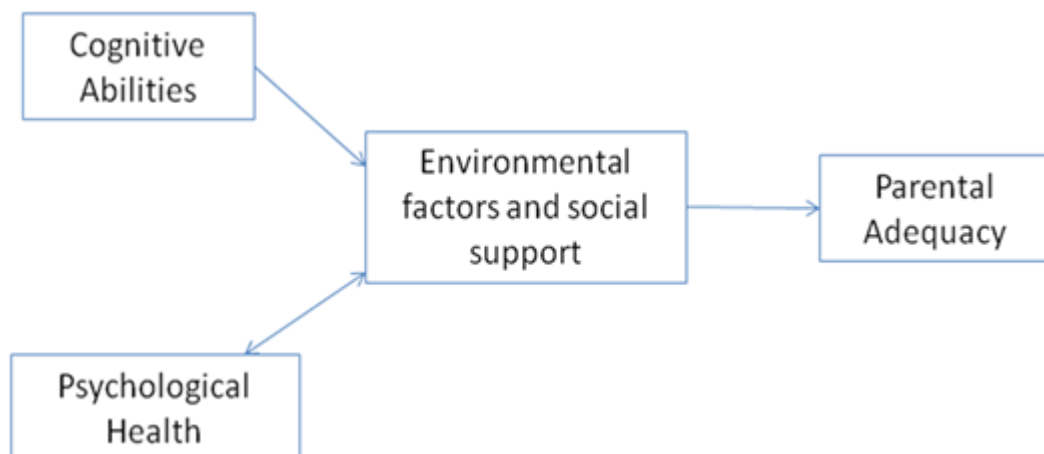 Cognitive
Abilities
Environmental
factors and social
support
Parental
Adequacy
Psychological
Health